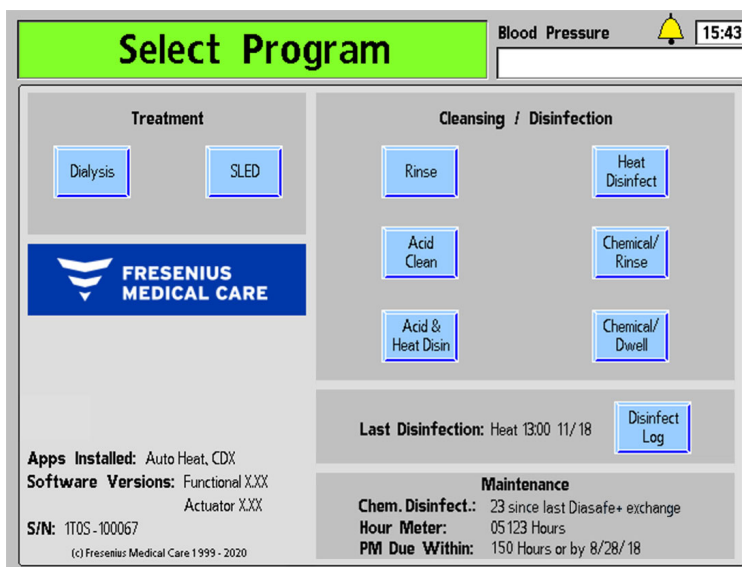 Select Program
Blood Pressure
15:43
Treatment
Dialysis
SLED
FRESENIUS
MEDICAL CARE
Apps Installed: Auto Heat, CDX
Software Versions: Functional X.XX
Actuator X.XX
S/N: 1T0S-100067
(c) Fresenius Medical Care 1999 - 2020
Cleansing / Disinfection
Rinse
Heat
Disinfect
Acid
Clean
Chemical/
Rinse
Acid &
Heat Disin
Chemical/
Dwell
Last Disinfection: Heat 13:00 11/18
Disinfect
Log
Maintenance
Chem. Disinfect.: 23 since last Diasafe+ exchange
Hour Meter: 05123 Hours
PM Due Within: 150 Hours or by 8/28/18